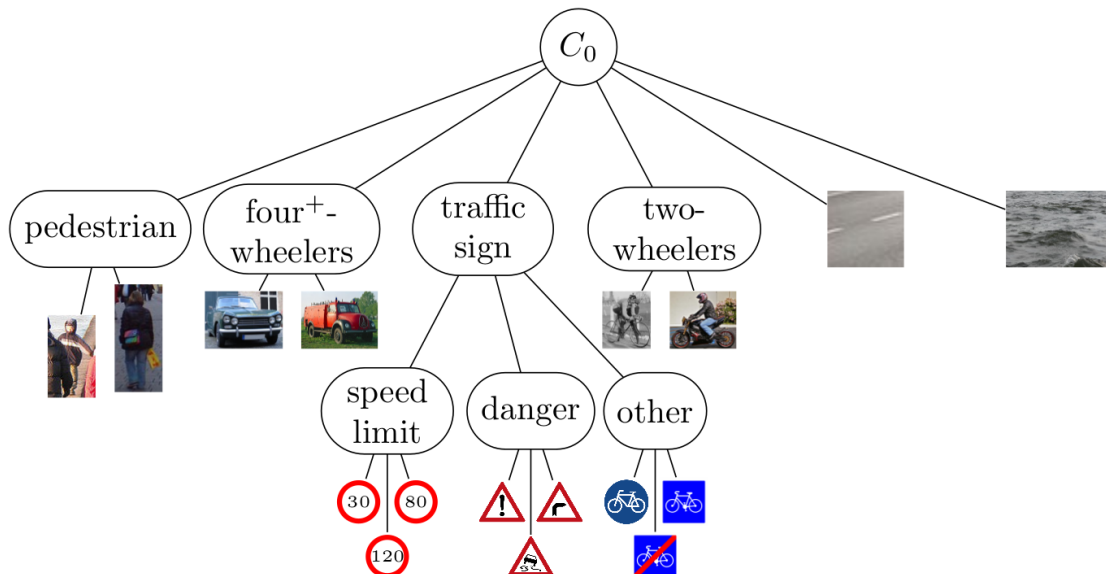 C₀
pedestrian
four⁺-
wheelers
traffic
sign
two-
wheelers
speed
limit
danger
other
30
80
120
!